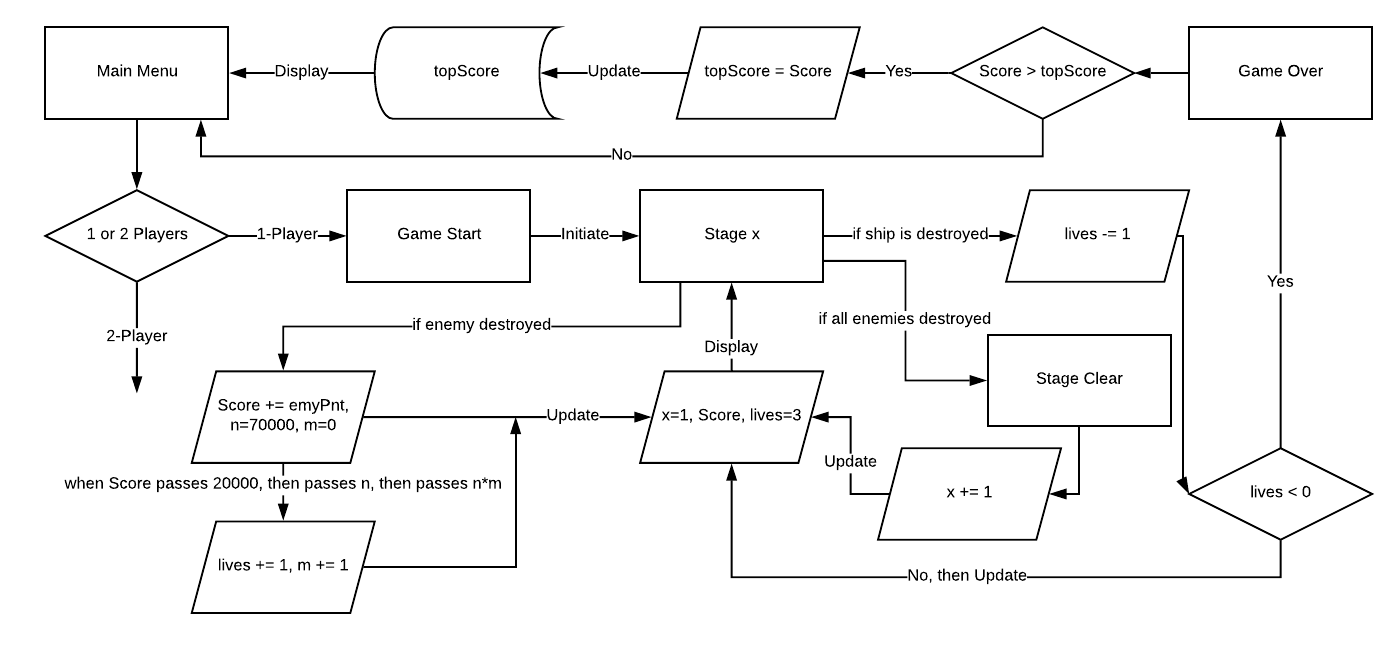 Main Menu
Display
topScore
Update
topScore = Score
Yes
Score > topScore
Game Over
No
1 or 2 Players
1-Player
Game Start
Initiate
Stage x
if ship is destroyed
lives -= 1
Yes
2-Player
if enemy destroyed
Display
if all enemies destroyed
Stage Clear
Score += emyPnt,
n=70000, m=0
Update
x=1, Score, lives=3
Update
when Score passes 20000, then passes n, then passes n*m
x += 1
lives < 0
lives += 1, m += 1
No, then Update